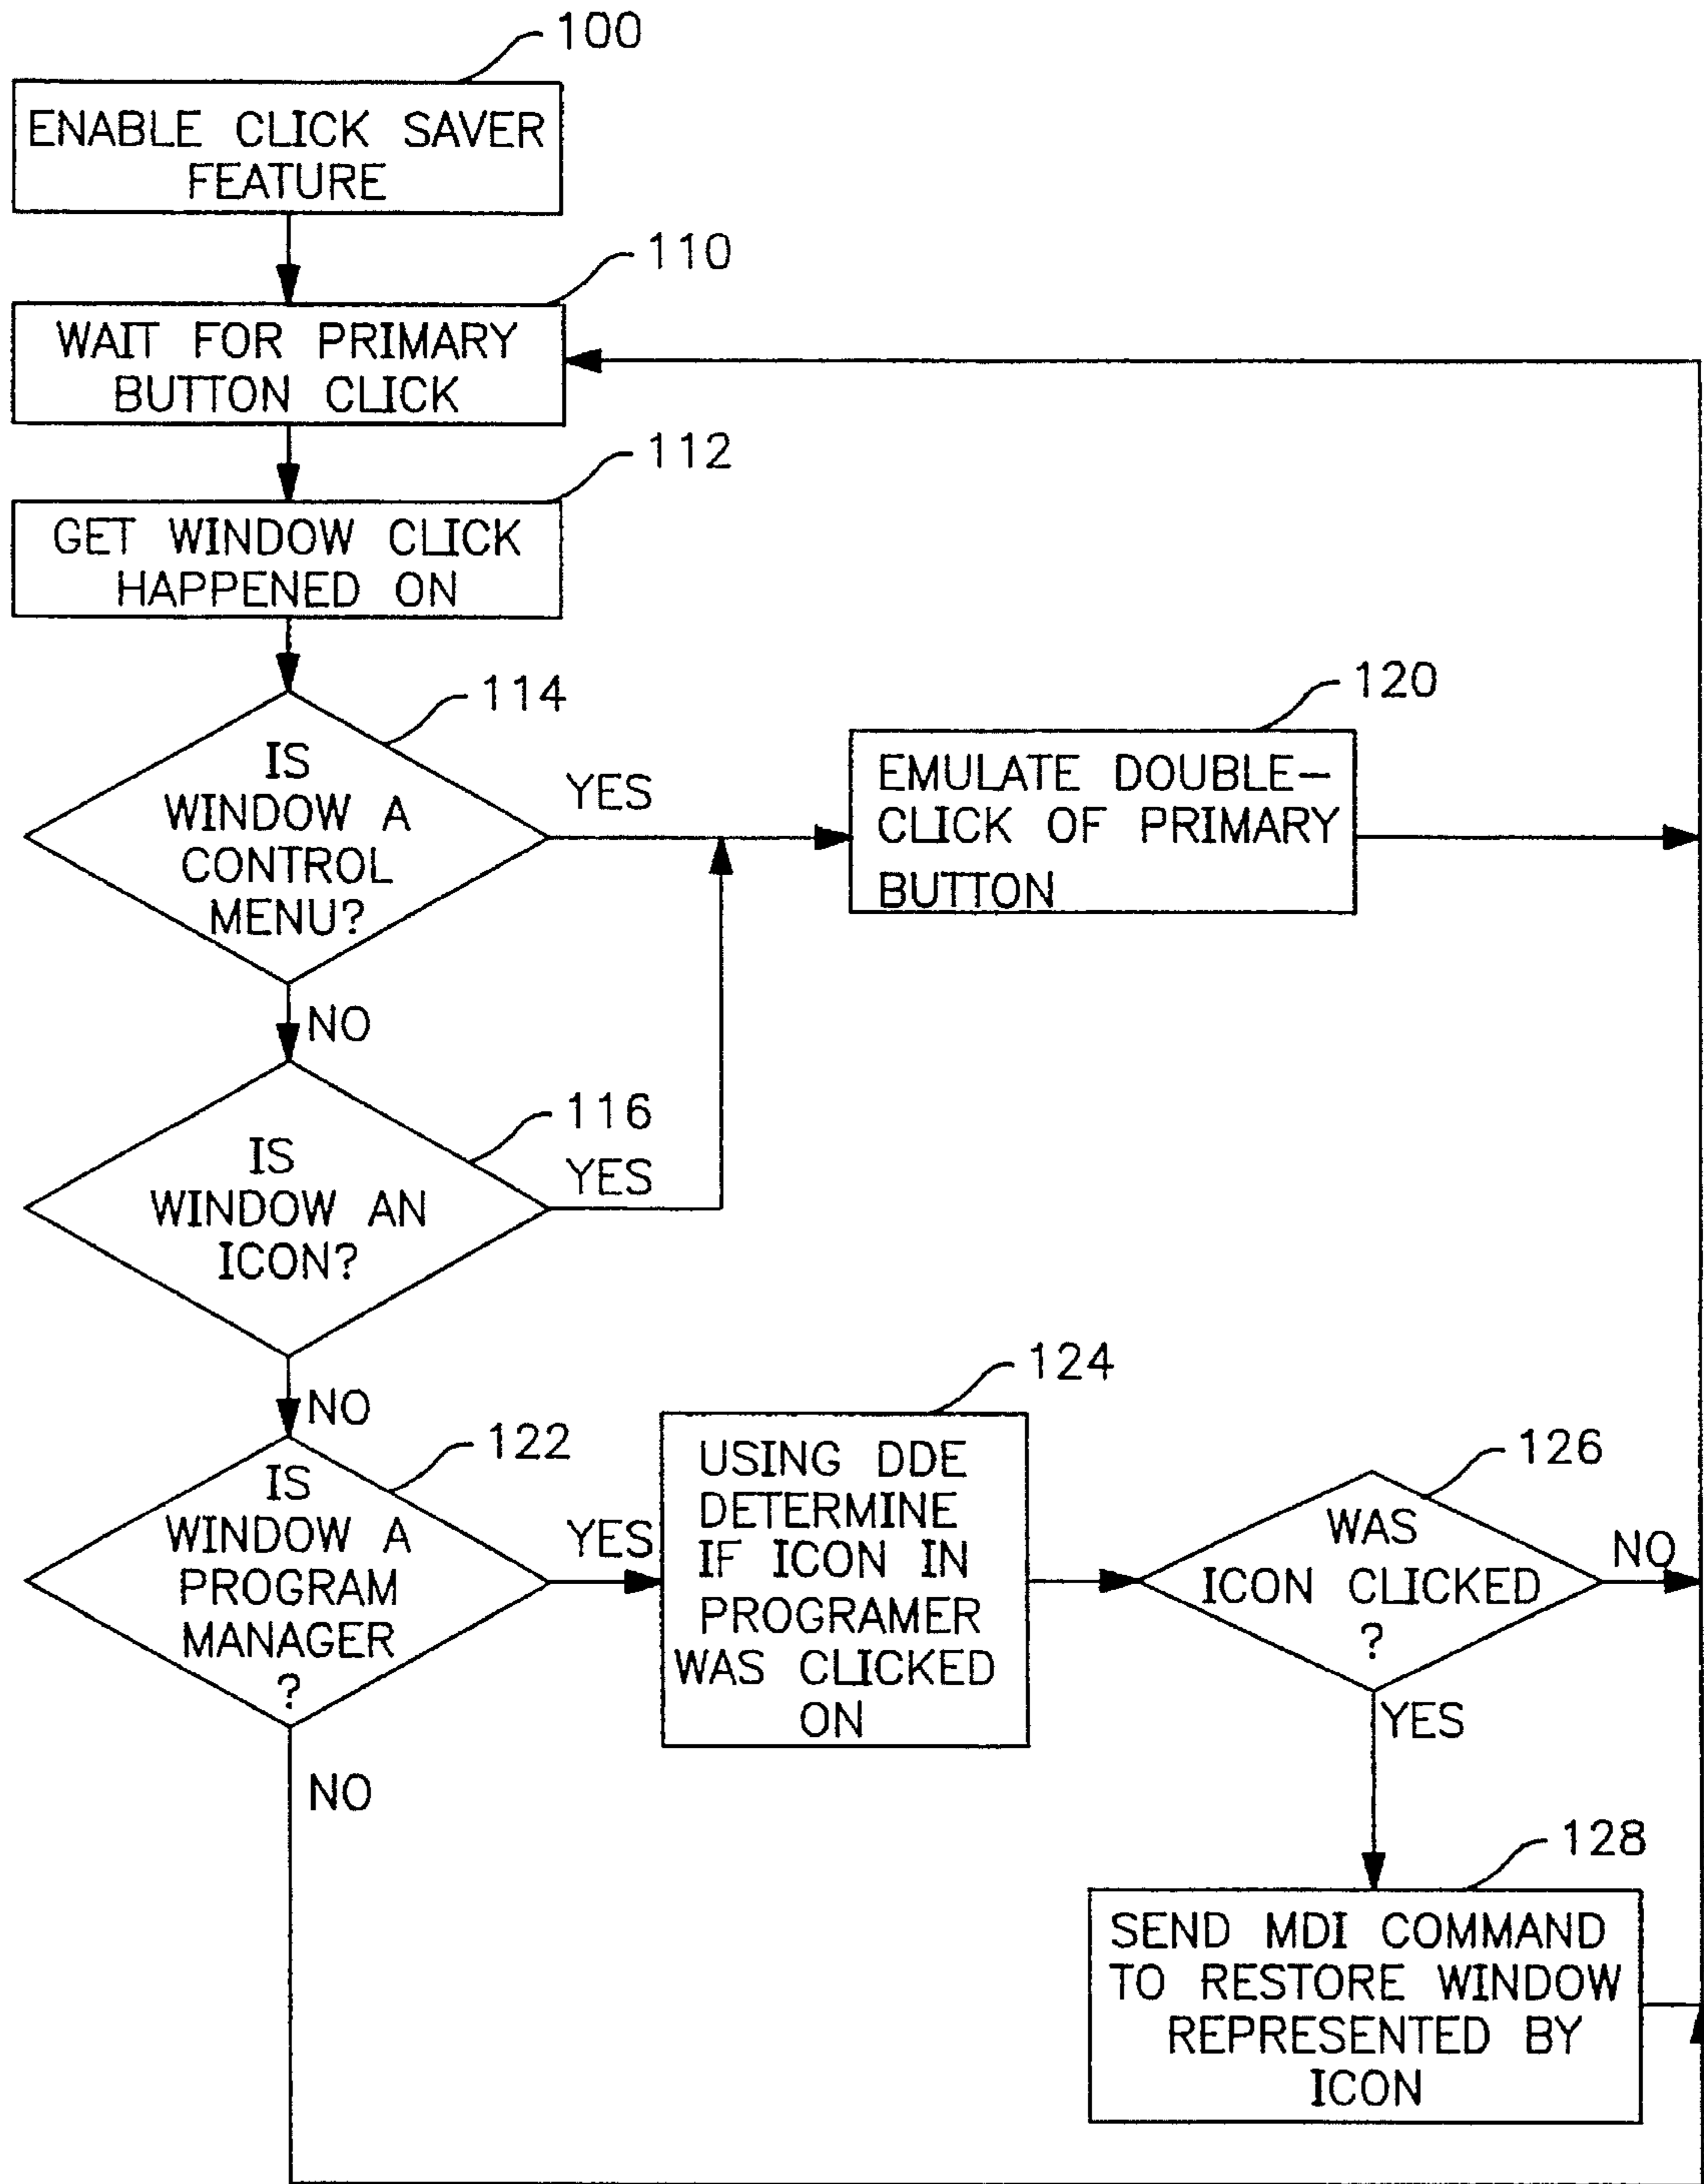 100
ENABLE CLICK SAVER
FEATURE
110
WAIT FOR PRIMARY
BUTTON CLICK
112
GET WINDOW CLICK
HAPPENED ON
114
IS
WINDOW A
CONTROL
MENU?
YES
120
EMULATE DOUBLE-
CLICK OF PRIMARY
BUTTON
NO
116
IS
WINDOW AN
ICON?
YES
NO
122
IS
WINDOW A
PROGRAM
MANAGER
?
YES
124
USING DDE
DETERMINE
IF ICON IN
PROGRAMER
WAS CLICKED
ON
126
WAS
ICON CLICKED
?
NO
YES
NO
128
SEND MDI COMMAND
TO RESTORE WINDOW
REPRESENTED BY
ICON